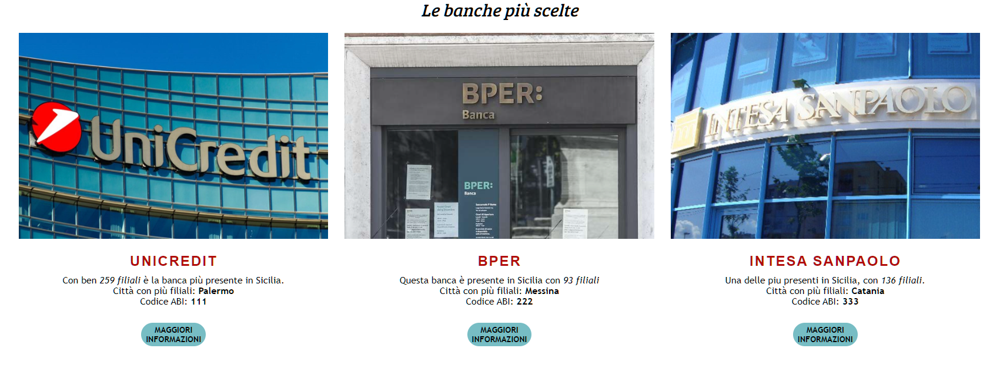 Le banche più scelte
UniCredit
BPER:
Banca
BPER:
Banca
INTESA SANPAOLO
UNICREDIT
Con ben 259 filiali è la banca più presente in Sicilia.
Città con più filiali: Palermo
Codice ABI: 111
MAGGIORI
INFORMAZIONI
BPER
Questa banca è presente in Sicilia con 93 filiali
Città con più filiali: Messina
Codice ABI: 222
MAGGIORI
INFORMAZIONI
INTESA SANPAOLO
Una delle piu presenti in Sicilia, con 136 filiali.
Città con più filiali: Catania
Codice ABI: 333
MAGGIORI
INFORMAZIONI